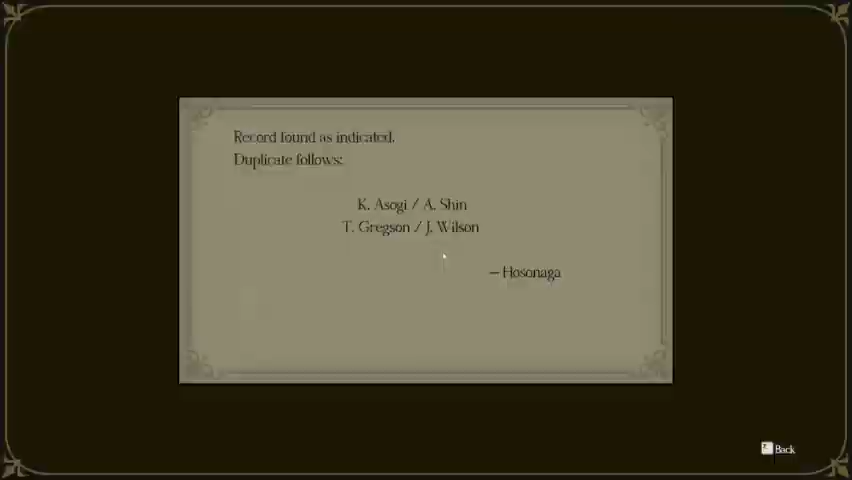 Record found as indicated.
Duplicate follows:
K. Asogi / A. Shin
T. Gregson / J. Wilson
— Hosonaga
Back